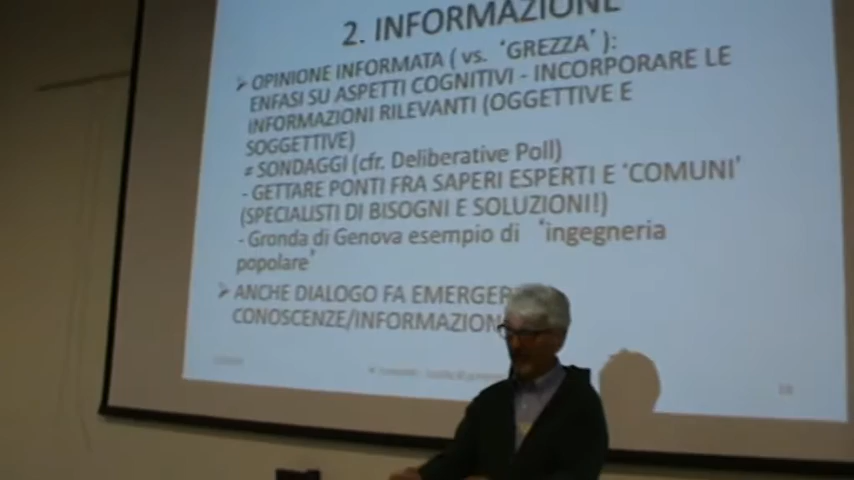 2. INFORMAZIONE
OPINIONE INFORMATA ( vs. 'GREZZA' ):
ENFASI SU ASPETTI COGNITIVI - INCORPORARE LE
INFORMAZIONI RILEVANTI (OGGETTIVE E
SOGGETTIVE)
≠ SONDAGGI (cfr. Deliberative Poll)
- GETTARE PONTI FRA SAPERI ESPERTI E 'COMUNI'
(SPECIALISTI DI BISOGNI E SOLUZIONI!)
- Gronda di Genova esempio di 'ingegneria
popolare'
ANCHE DIALOGO FA EMERGERE
CONOSCENZE/INFORMAZION